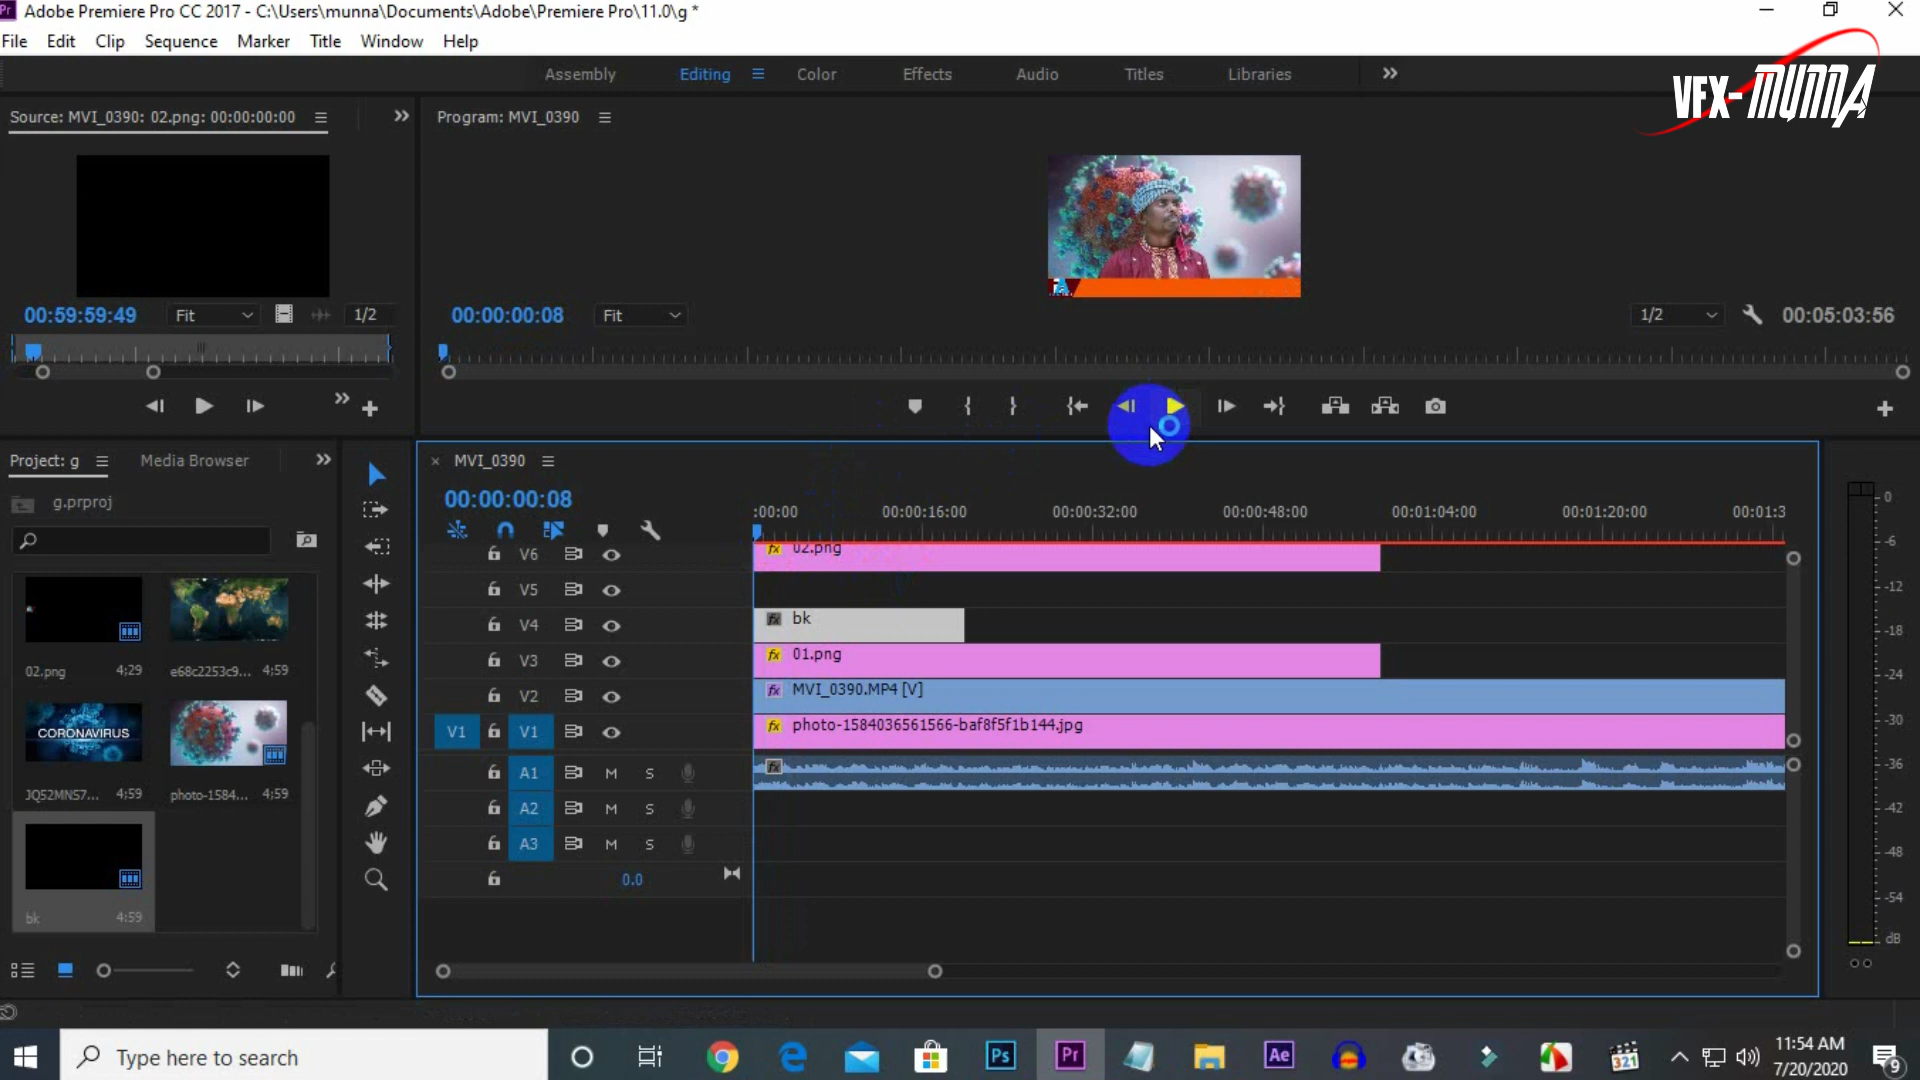 Adobe Premiere Pro CC 2017 - C:\Users\munna\Documents\Adobe\Premiere Pro\11.0\g *
File Edit Clip Sequence Marker Title Window Help
Assembly Editing Color Effects Audio Titles Libraries
VFX-MUNNA
Source: MVI_0390: 02.png: 00:00:00:00
Program: MVI_0390
00:59:59:49 Fit 1/2
00:00:00:08 Fit 1/2 00:05:03:56
Project: g Media Browser
g.prproj
MVI_0390
00:00:00:08
:00:00 00:00:16:00 00:00:32:00 00:00:48:00 00:01:04:00 00:01:20:00 00:01:3
V6 02.png
V5
V4 bk
V3 01.png
V2 MVI_0390.MP4 [V]
V1 V1 photo-1584036561566-baf8f5f1b144.jpg
A1 M S
A2 M S
A3 M S
0.0
02.png 4;29
e68c2253c9... 4:59
CORONAVIRUS
JQ52MNS7... 4:59
photo-1584... 4:59
bk 4:59
0
-6
-12
-18
-24
-30
-36
-42
-48
-54
dB
Type here to search
Ps Pr Ae 321
11:54 AM
7/20/2020
9